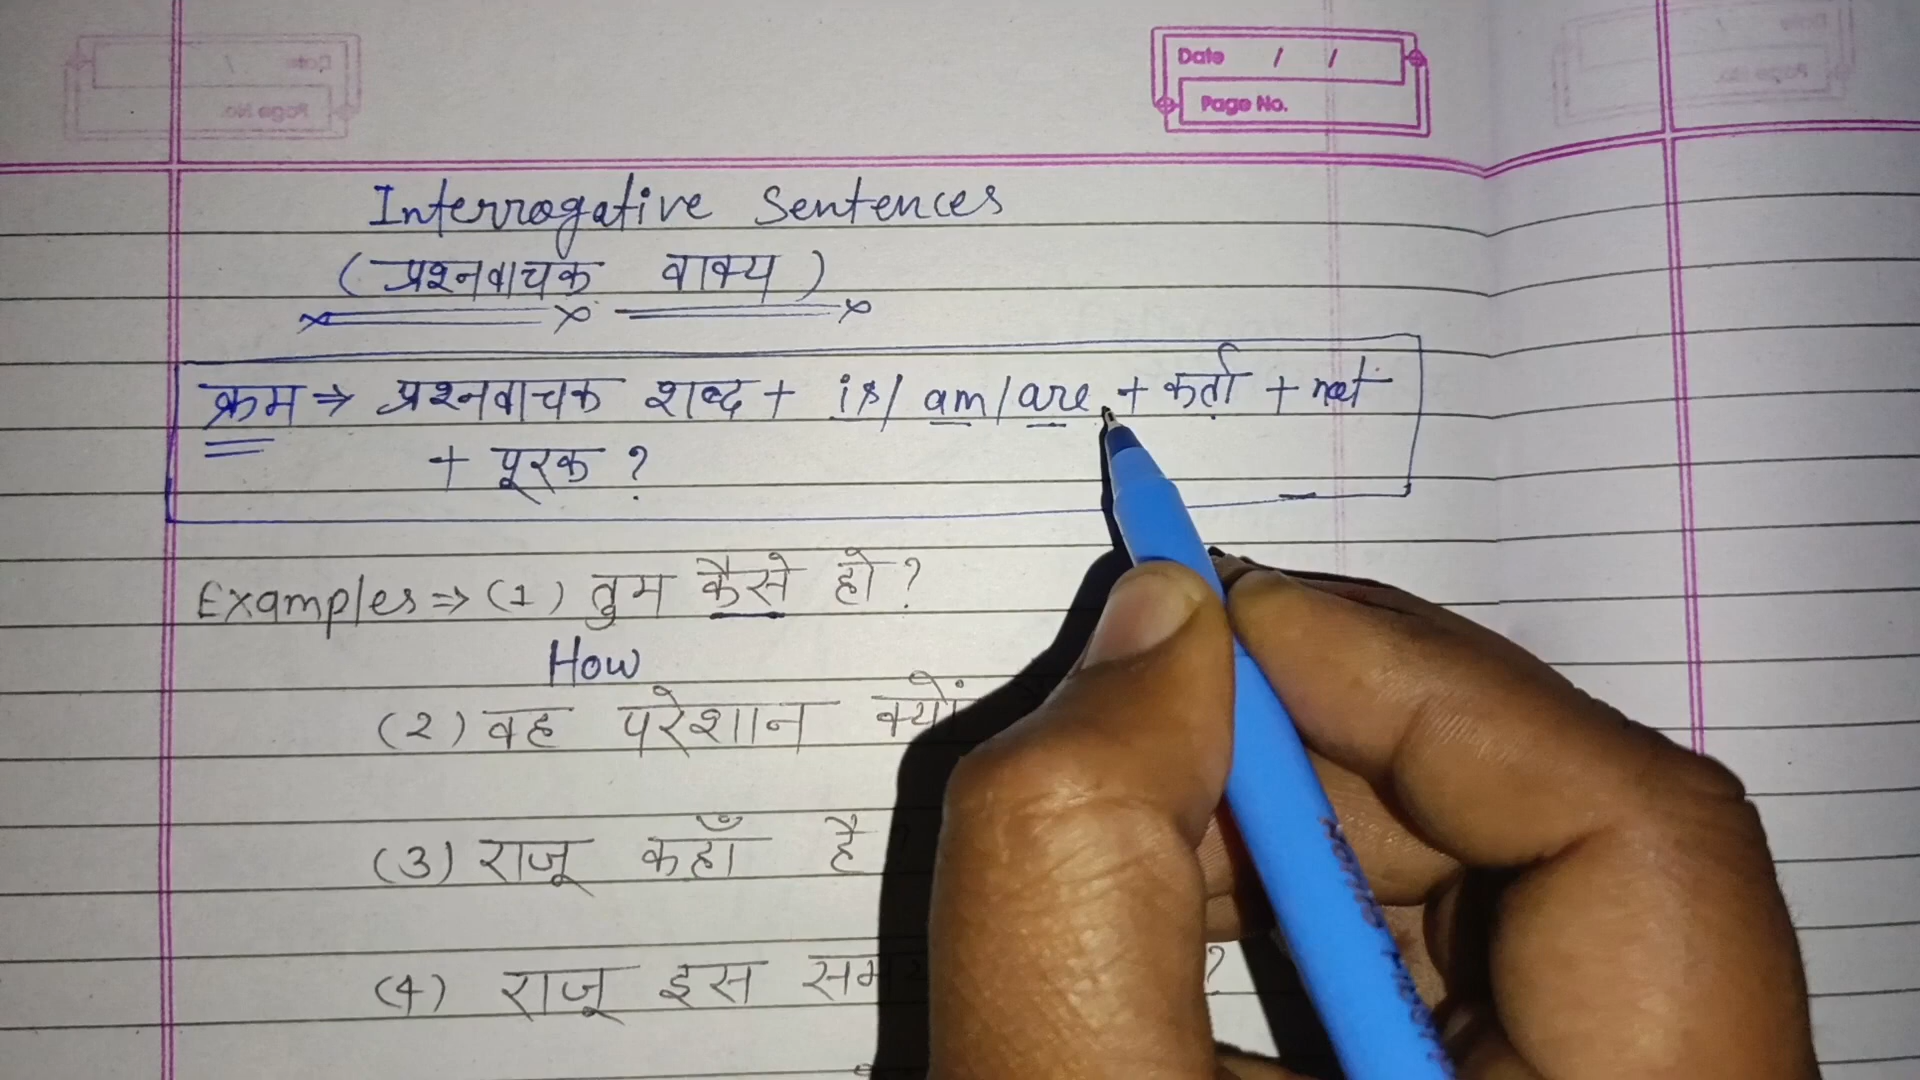 Date / /
Page No.
Interrogative Sentences
(प्रश्नवाचक वाक्य)
क्रम ⇒ प्रश्नवाचक शब्द + is/ am/are + कर्ता + not
+ पूरक ?
Examples ⇒ (1) तुम कैसे हो ?
How
(2) वह परेशान क्यों
(3) राजू कहाँ है
(4) राजू इस ?